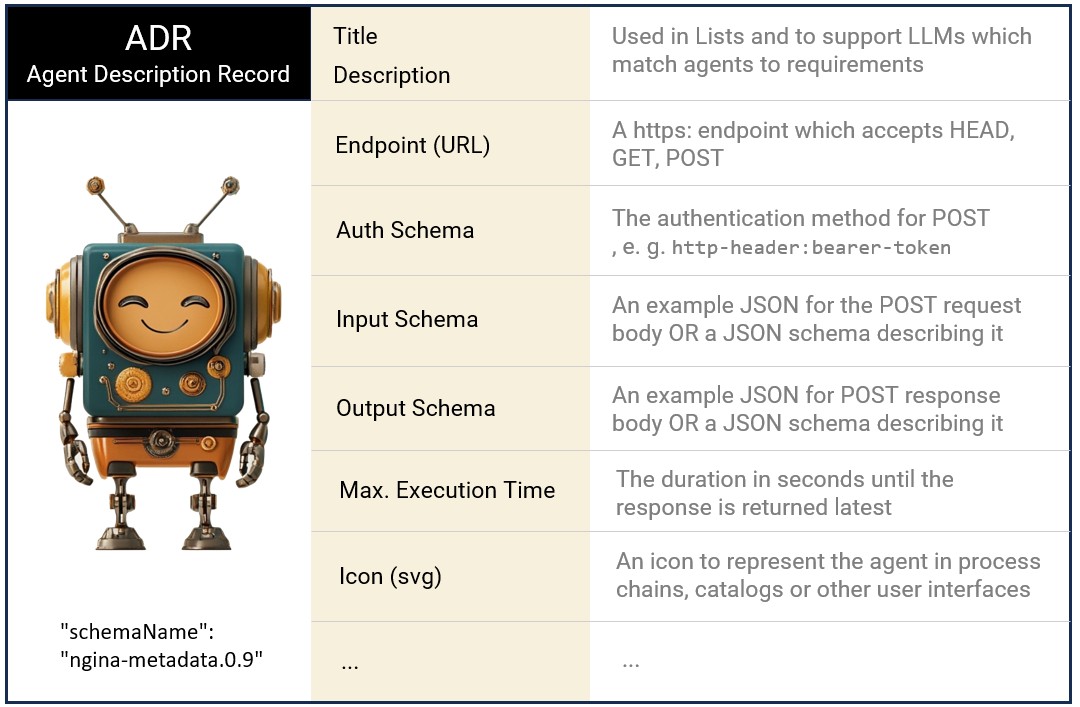 ADR
Agent Description Record
Title
Description
Used in Lists and to support LLMs which
match agents to requirements
Endpoint (URL)
A https: endpoint which accepts HEAD,
GET, POST
Auth Schema
The authentication method for POST
, e. g. http-header:bearer-token
Input Schema
An example JSON for the POST request
body OR a JSON schema describing it
Output Schema
An example JSON for POST response
body OR a JSON schema describing it
Max. Execution Time
The duration in seconds until the
response is returned latest
Icon (svg)
An icon to represent the agent in process
chains, catalogs or other user interfaces
...
...
"schemaName":
"ngina-metadata.0.9"